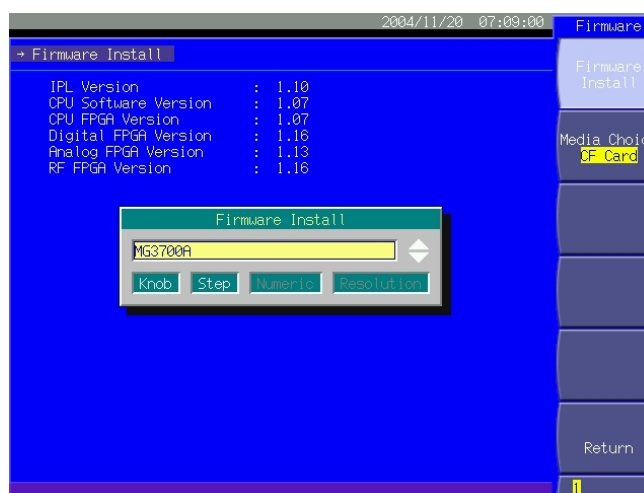 2004/11/20 07:09:00
Firmware
→ Firmware Install
IPL Version : 1.10
CPU Software Version : 1.07
CPU FPGA Version : 1.07
Digital FPGA Version : 1.16
Analog FPGA Version : 1.13
RF FPGA Version : 1.16
Firmware Install
MG3700A
Knob Step Numeric Resolution
Firmware
Install
Media Choic
CF Card
Return
1